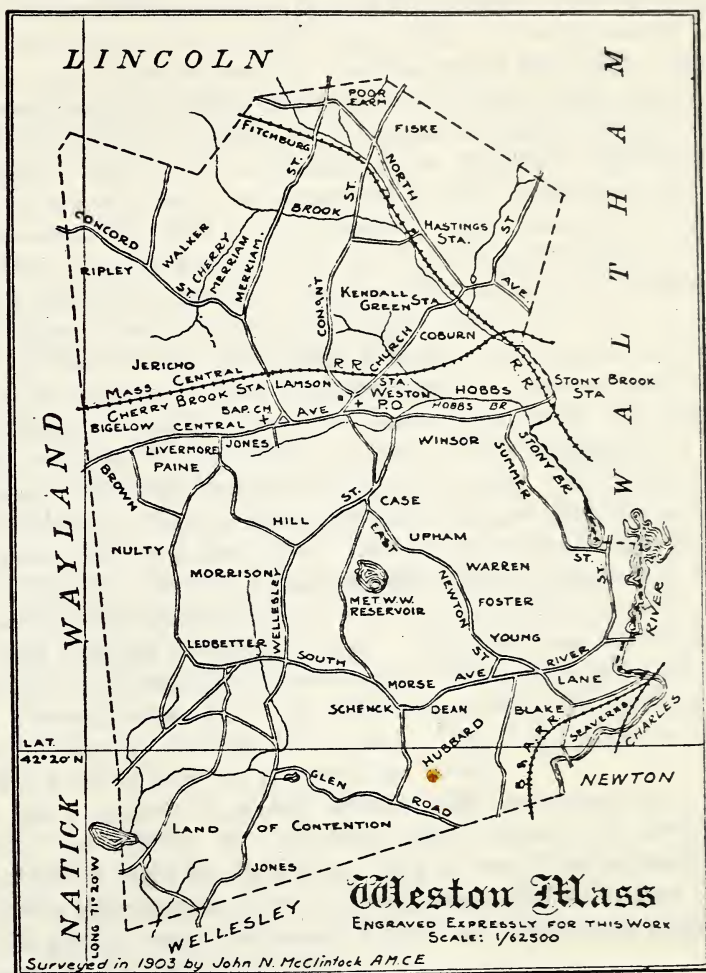 LINCOLN
WALTHAM
POOR FARM
FISKE
FITCHBURG
NORTH
ST.
ST.
BROOK
HASTINGS STA.
ST
AVE.
CONCORD
RIPLEY
WALKER
ST
CHERRY
MERRIAM
MERRIAM.
CONANT
KENDALL GREEN STA
COBURN
CHURCH
R.R
R.R
JERICHO
MASS CENTRAL
CHERRY BROOK STA
LAMSON
STA.
WESTON
P.O
HOBBS
HOBBS BR
STONY BROOK STA
BIGELOW
BAP. CH.
CENTRAL
AVE
WINSOR
JONES
LIVERMORE
PAINE
BROWN
SUMMER
STONY BR
ST.
ST.
HILL
ST.
CASE
EAST
UPHAM
NULTY
MORRISON
WELLESLEY
MET. W.W. RESERVOIR
WARREN
FOSTER
NEWTON
ST
YOUNG
RIVER
LEDBETTER
SOUTH
MORSE
AVE
RIVER
LANE
SCHENCK
DEAN
BLAKE
HUBBARD
B & A R R
SEAVERNS
CHARLES
WAYLAND
LAT.
42°20'N
NEWTON
GLEN
ROAD
LAND OF CONTENTION
JONES
NATICK
LONG 71°20'W
WELLESLEY
Weston Mass
ENGRAVED EXPRESSLY FOR THIS WORK
SCALE: 1/62500
Surveyed in 1903 by John N. McClintock A.M.C.E